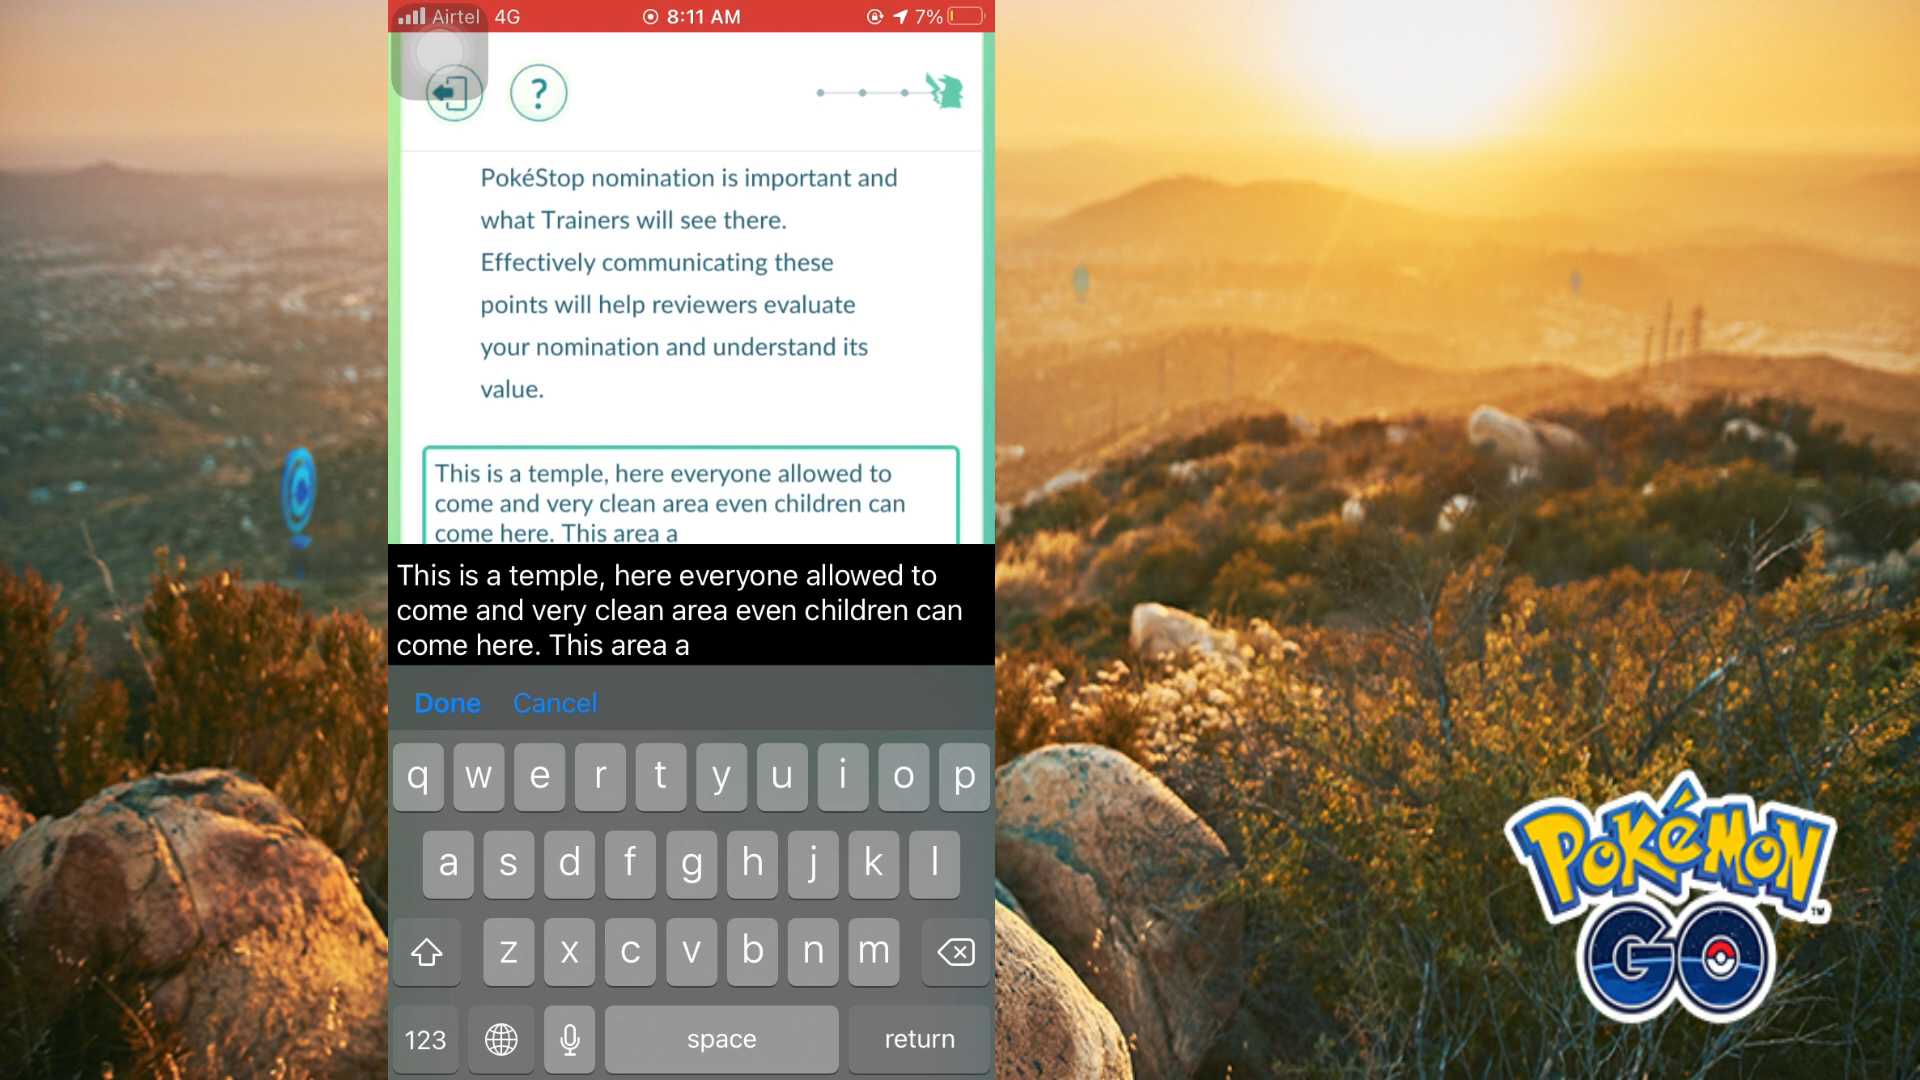 Airtel 4G 8:11 AM 7%
?
PokéStop nomination is important and
what Trainers will see there.
Effectively communicating these
points will help reviewers evaluate
your nomination and understand its
value.
This is a temple, here everyone allowed to
come and very clean area even children can
come here. This area a
This is a temple, here everyone allowed to
come and very clean area even children can
come here. This area a
Done Cancel
q w e r t y u i o p
a s d f g h j k l
z x c v b n m
123 space return
POKéMON
TM
GO